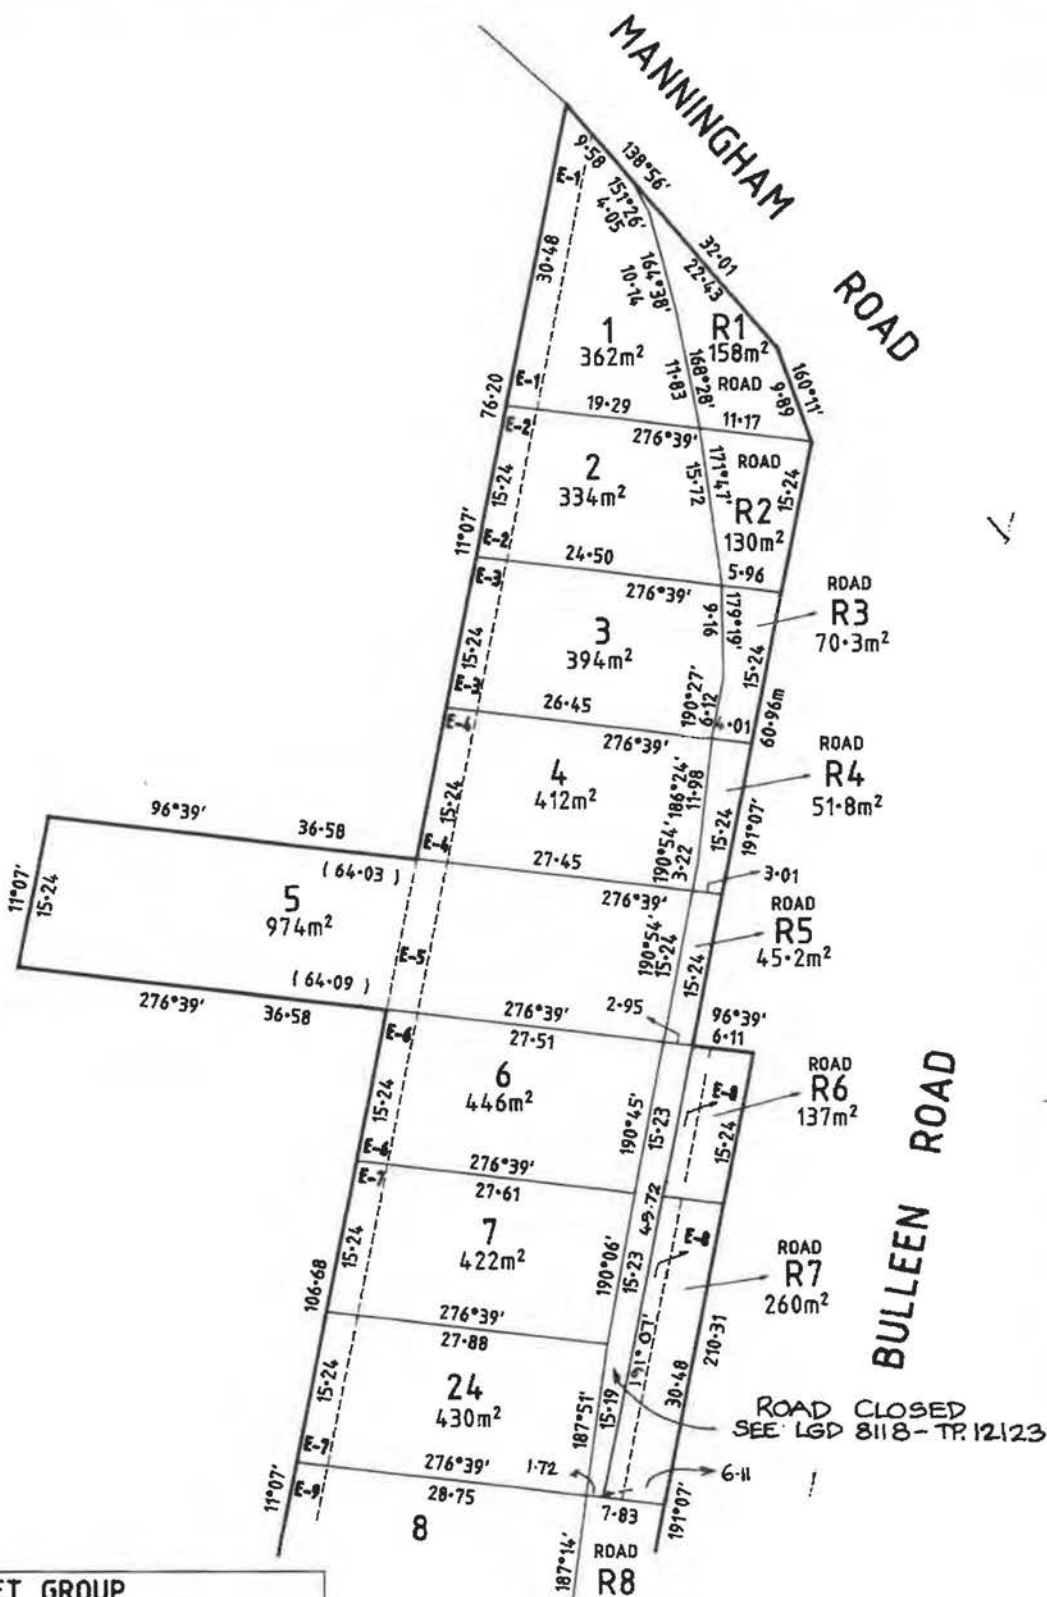 MANNINGHAM
ROAD
9·58
138°56'
E-1
151°26'
4·05
30·48
164°38'
10·14
32·01
22·43
1
362m²
R1
158m²
ROAD
160°11'
9·89
11·83
168°28'
E-1
76·20
19·29
11·17
276°39'
E-2
2
334m²
15·72
171°47'
ROAD
R2
130m²
15·24
15·24
11°07'
E-2
24·50
5·96
276°39'
E-3
ROAD
R3
70·3m²
3
394m²
9·16
179°19'
15·24
15·24
E-3
190°27'
6·12
26·45
4·01
60·96m
276°39'
E-4
ROAD
R4
51·8m²
4
412m²
186°24'
11·98
15·24
15·24
191°07'
96°39'
36·58
E-4
190°54'
3·22
27·45
3·01
( 64·03 )
276°39'
11°07'
15·24
5
974m²
ROAD
R5
45·2m²
190°54'
15·24
15·24
E-5
( 64·09 )
276°39'
36·58
276°39'
27·51
2·95
96°39'
6·11
E-6
6
446m²
ROAD
R6
137m²
E-8
190°45'
15·23
15·24
15·24
E-6
276°39'
27·61
E-7
45·72
BULLEEN ROAD
7
422m²
190°06'
15·23
E-8
ROAD
R7
260m²
15·24
106·68
276°39'
27·88
191°07'
210·31
24
430m²
15·24
187°51'
15·19
30·48
ROAD CLOSED
SEE LGD 8118-TP.12123
E-7
276°39'
1·72
6·11
28·75
7·83
11°07'
E-9
191°07'
8
187°14'
ROAD
R8
ET GROUP